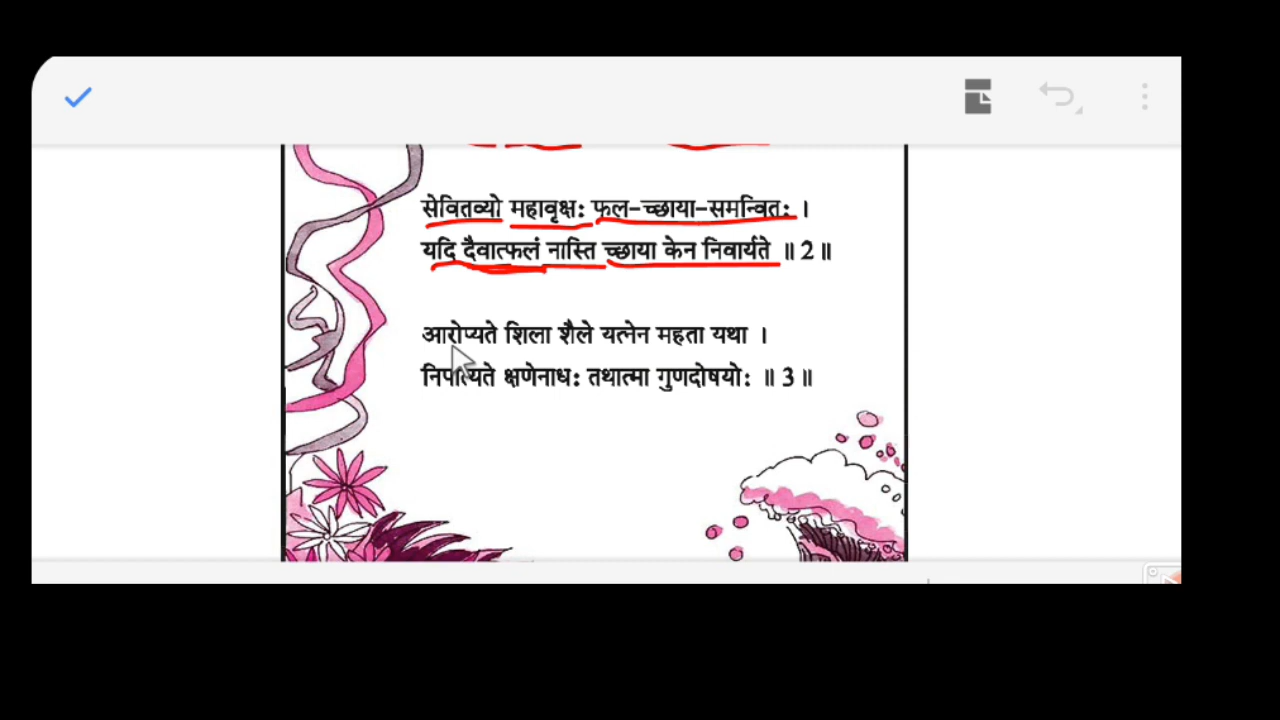 सेवितव्यो महावृक्षः फल-च्छाया-समन्वितः ।
यदि दैवात्फलं नास्ति च्छाया केन निवार्यते ॥ 2 ॥
आरोप्यते शिला शैले यत्नेन महता यथा ।
निपात्यते क्षणेनाधः तथात्मा गुणदोषयोः ॥ 3 ॥